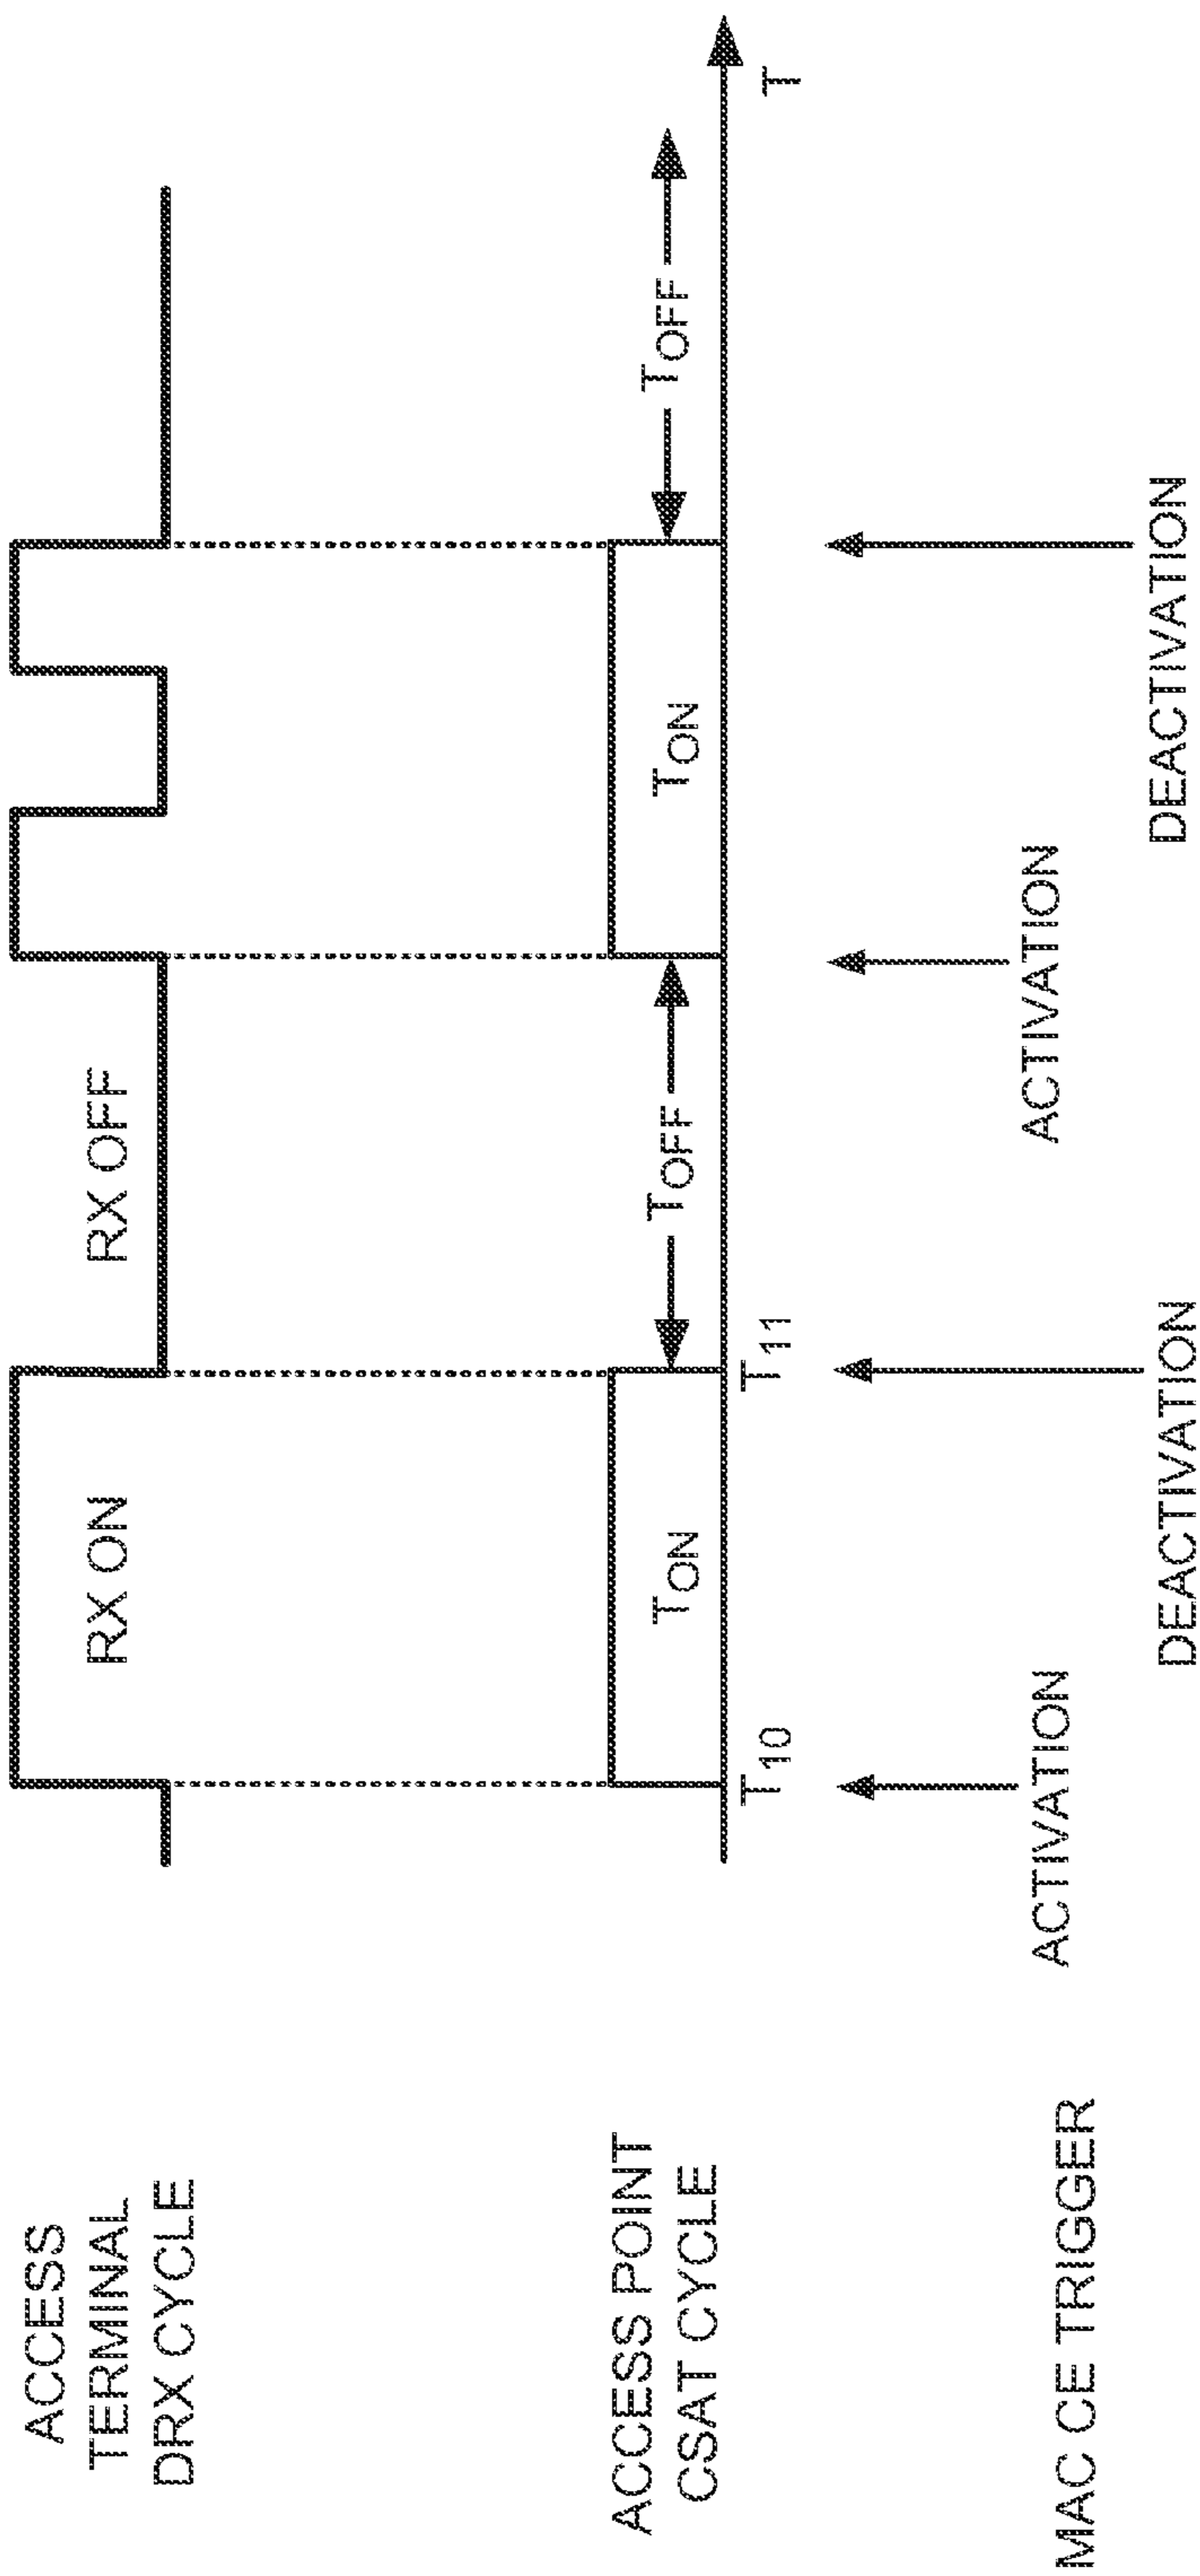 ACCESS
TERMINAL
DRX CYCLE
RX ON
RX OFF
ACCESS POINT
CSAT CYCLE
TON
TOFF
TON
TOFF
T10
T11
T
MAC CE TRIGGER
ACTIVATION
DEACTIVATION
ACTIVATION
DEACTIVATION